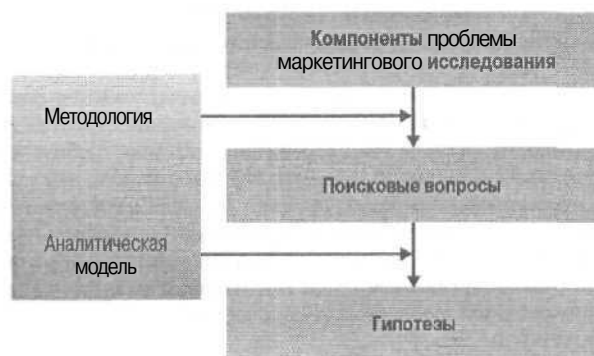 Компоненты проблемы
маркетингового исследования
Методология
Поисковые вопросы
Аналитическая
модель
Гипотезы